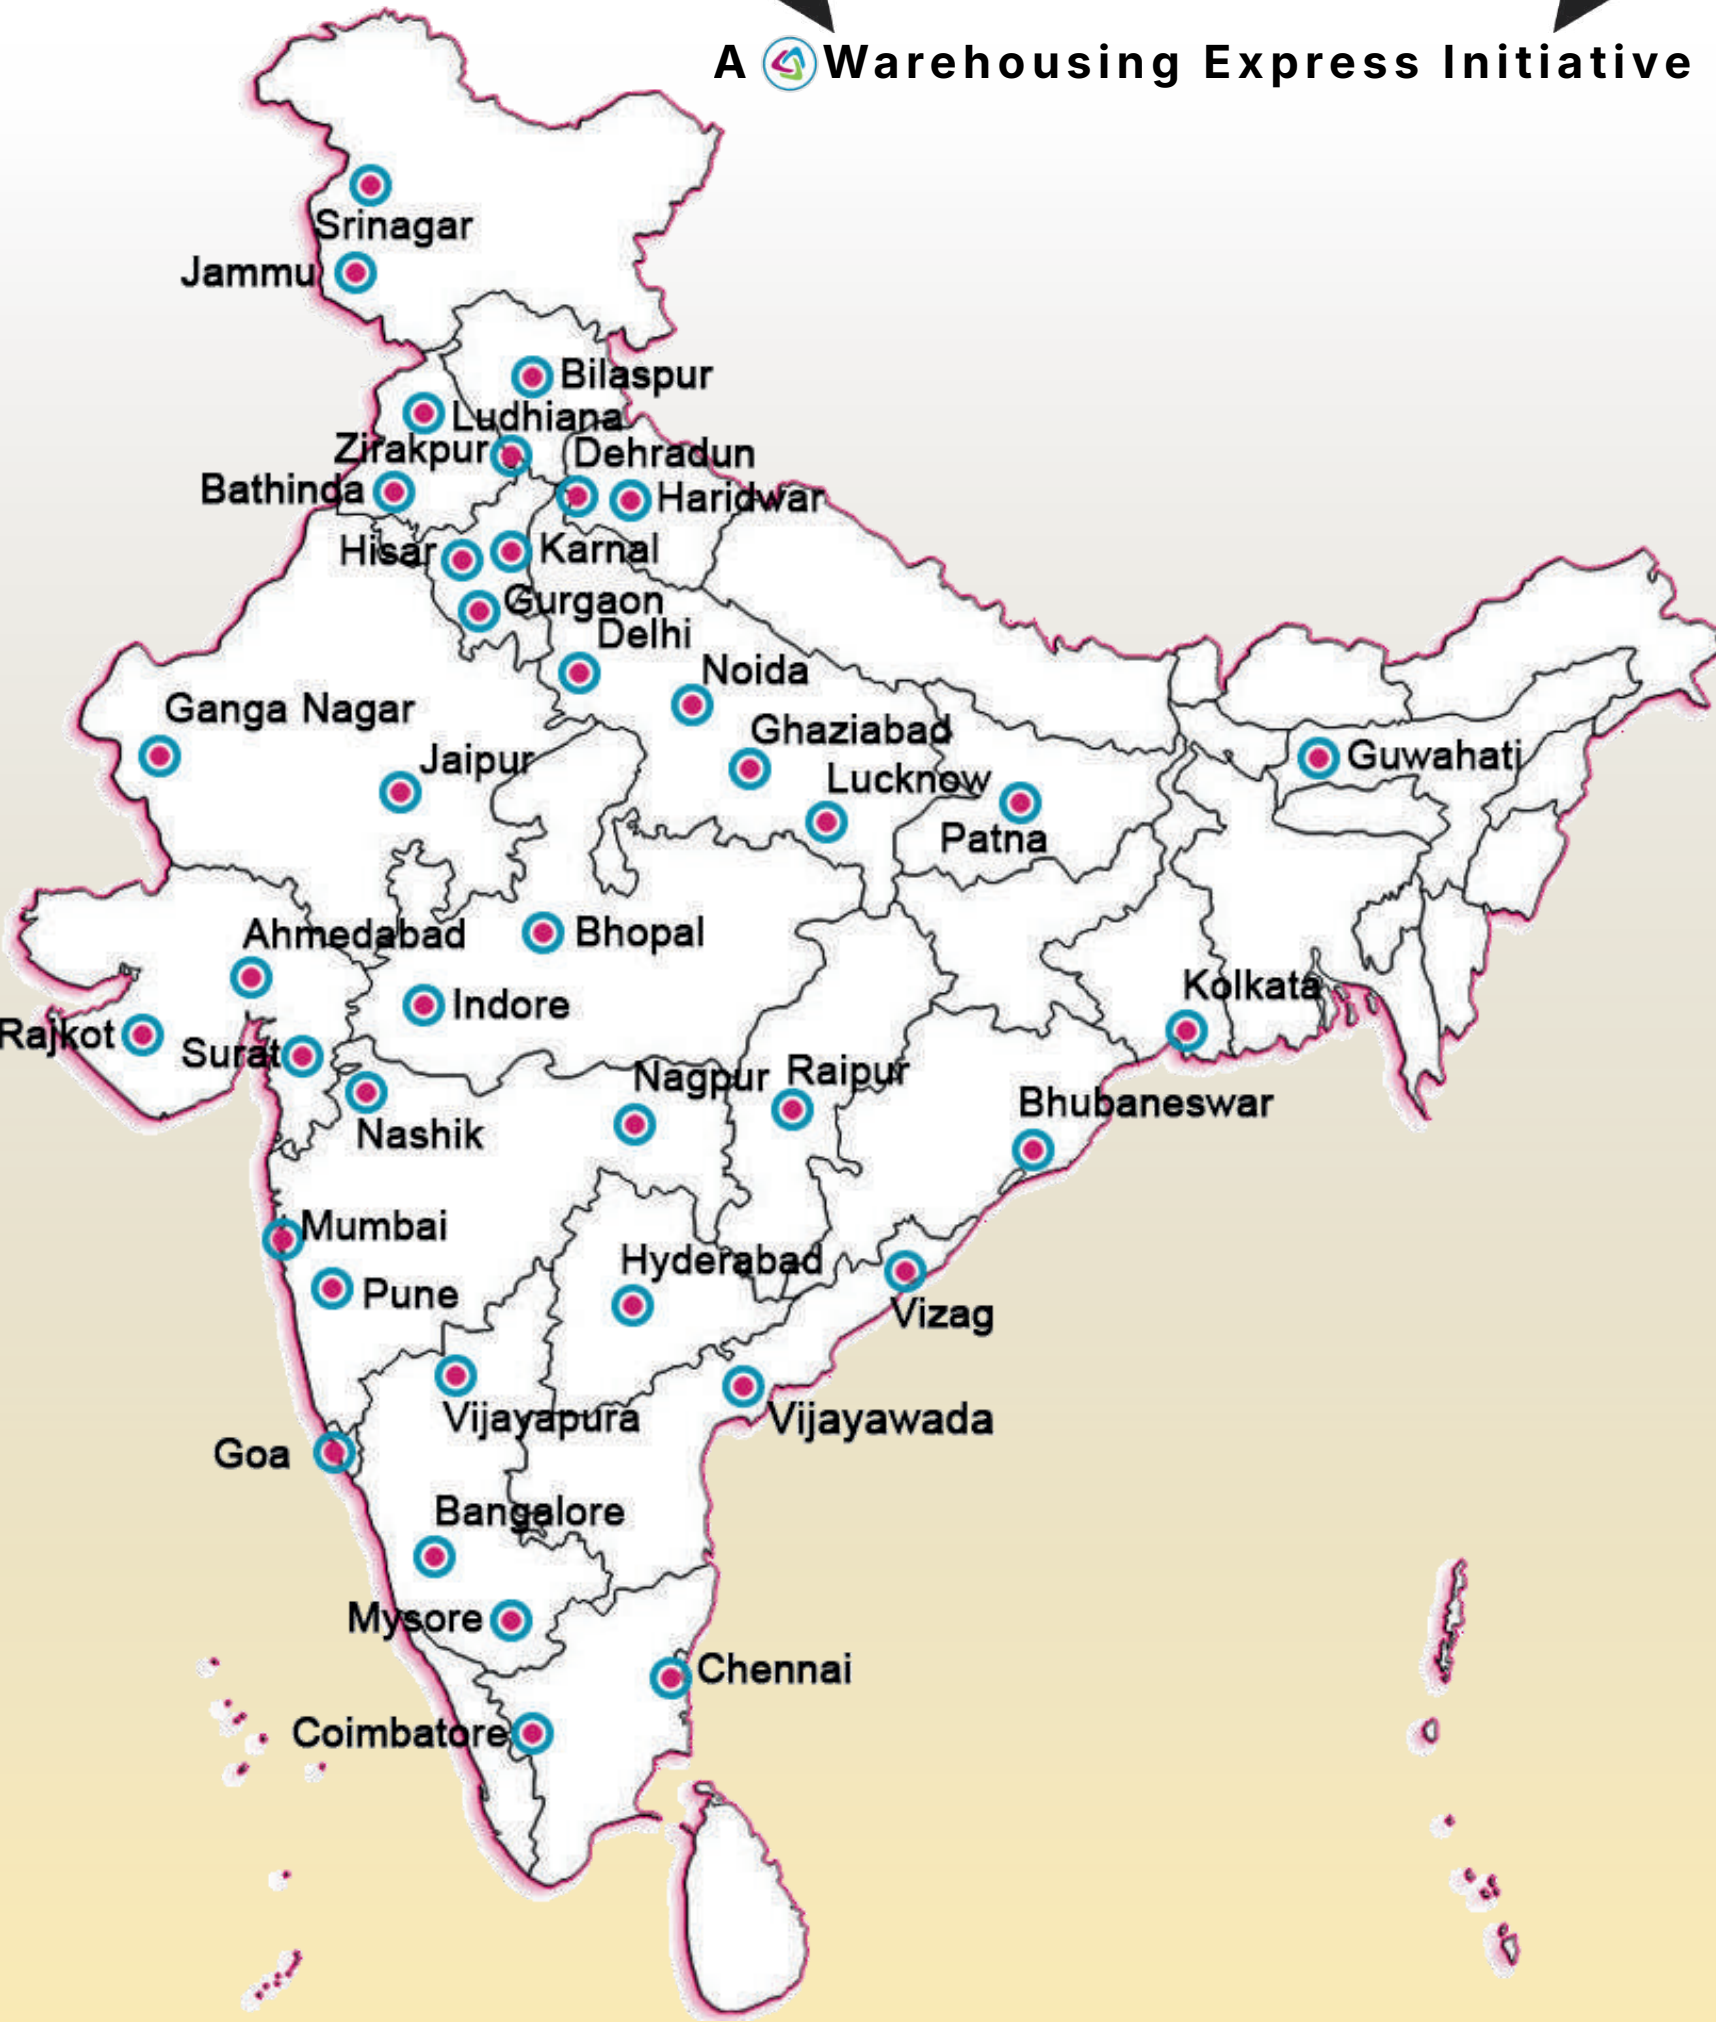 A Warehousing Express Initiative
Srinagar
Jammu
Bilaspur
Ludhiana
Zirakpur
Dehradun
Bathinda
Haridwar
Hisar
Karnal
Gurgaon
Delhi
Noida
Ganga Nagar
Ghaziabad
Jaipur
Guwahati
Lucknow
Patna
Ahmedabad
Bhopal
Kolkata
Indore
Rajkot
Surat
Nagpur
Raipur
Bhubaneswar
Nashik
Mumbai
Hyderabad
Pune
Vizag
Vijayapura
Vijayawada
Goa
Bangalore
Mysore
Chennai
Coimbatore